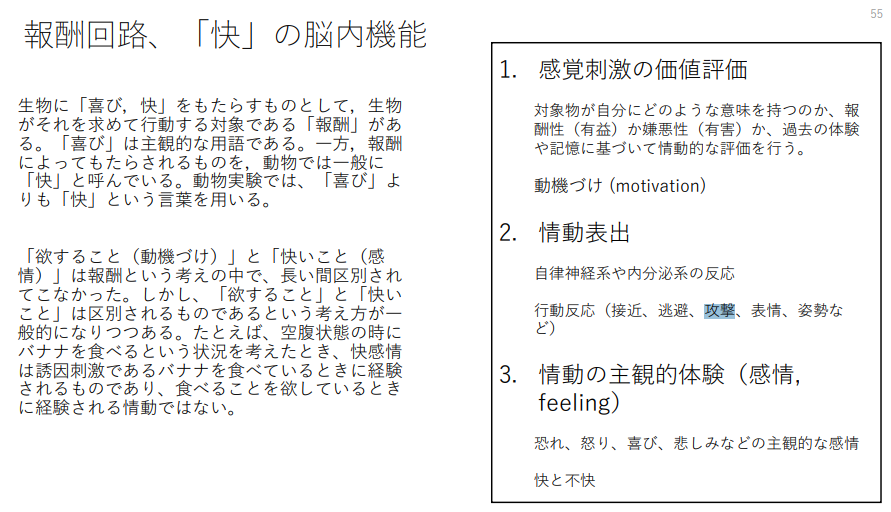 55
報酬回路、「快」の脳内機能
生物に「喜び，快」をもたらすものとして，生物
がそれを求めて行動する対象である「報酬」があ
る。「喜び」は主観的な用語である。一方，報酬
によってもたらされるものを，動物では一般に
「快」と呼んでいる。動物実験では、「喜び」よ
りも「快」という言葉を用いる。
「欲すること（動機づけ）」と「快いこと（感
情）」は報酬という考えの中で、長い間区別され
てこなかった。しかし、「欲すること」と「快い
こと」は区別されるものであるという考え方が一
般的になりつつある。たとえば、空腹状態の時に
バナナを食べるという状況を考えたとき、快感情
は誘因刺激であるバナナを食べているときに経験
されるものであり、食べることを欲しているとき
に経験される情動ではない。
1. 感覚刺激の価値評価
対象物が自分にどのような意味を持つのか、報
酬性（有益）か嫌悪性（有害）か、過去の体験
や記憶に基づいて情動的な評価を行う。
動機づけ (motivation)
2. 情動表出
自律神経系や内分泌系の反応
行動反応（接近、逃避、攻撃、表情、姿勢な
ど）
3. 情動の主観的体験（感情,
feeling）
恐れ、怒り、喜び、悲しみなどの主観的な感情
快と不快